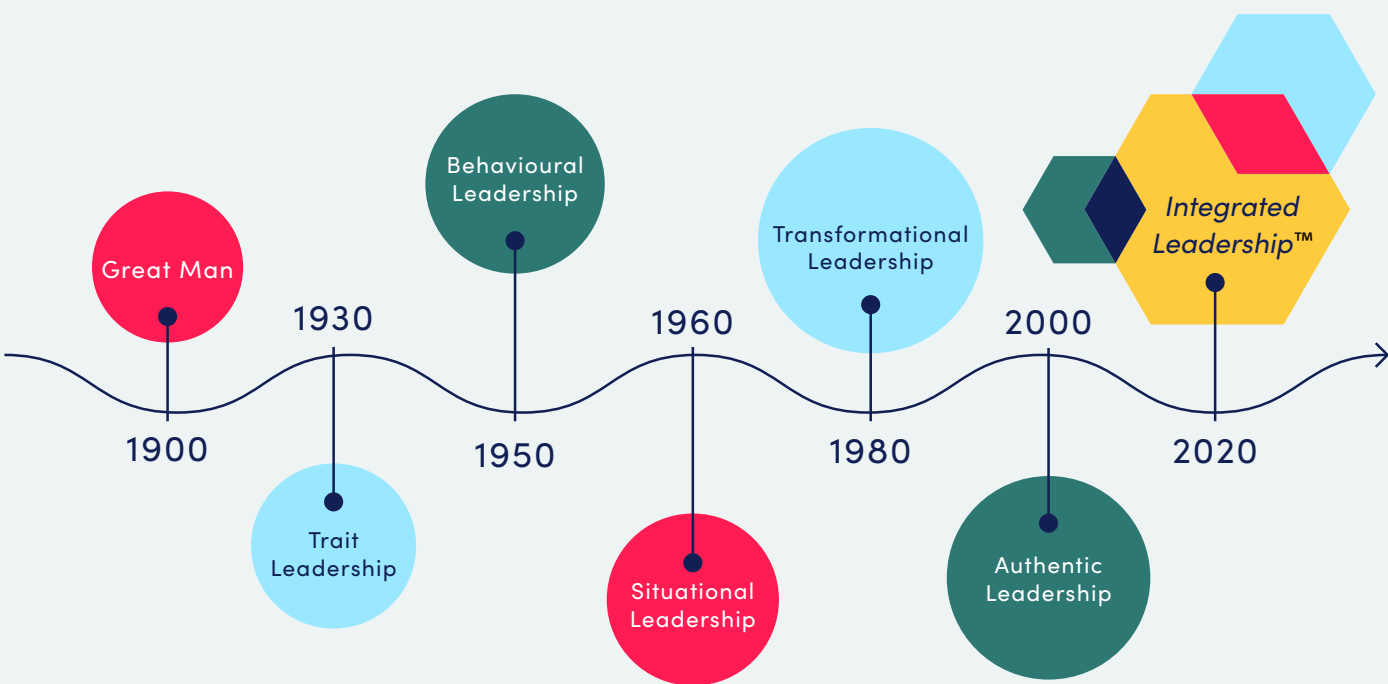 Great Man
1900
1930
Trait
Leadership
Behavioural
Leadership
1950
1960
Situational
Leadership
Transformational
Leadership
1980
2000
Authentic
Leadership
Integrated
Leadership™
2020